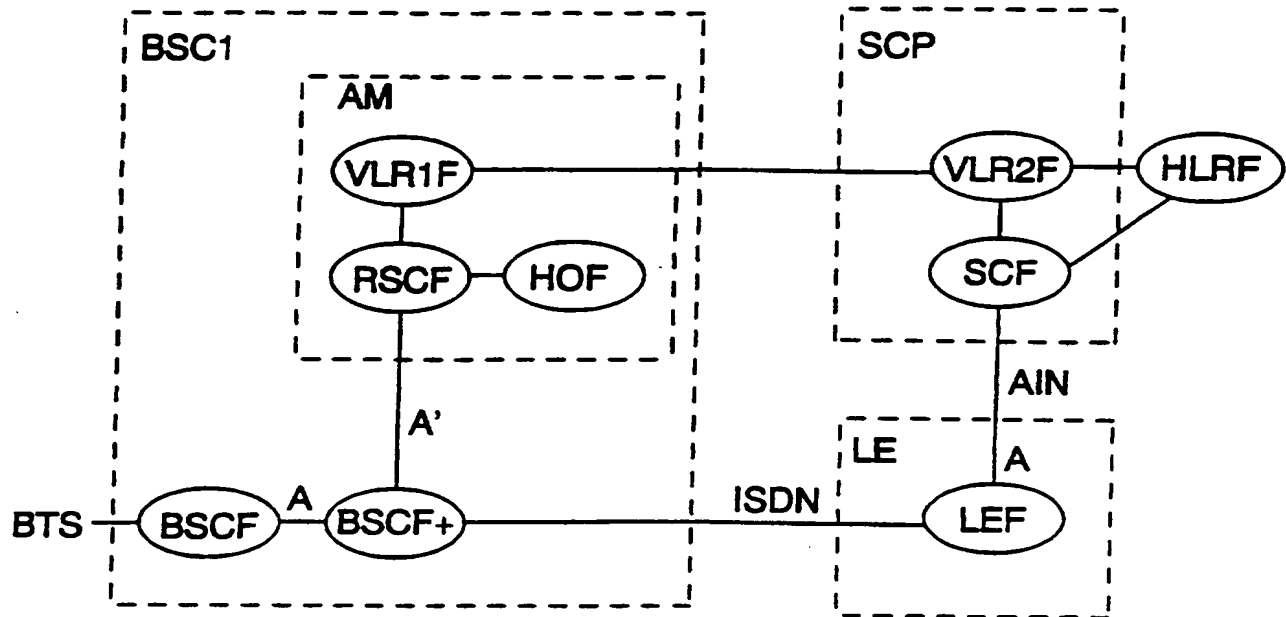 BSC1
SCP
AM
VLR1F
VLR2F
HLRF
RSCF
HOF
SCF
AIN
A'
LE
A
BTS
BSCF
A
BSCF+
ISDN
LEF